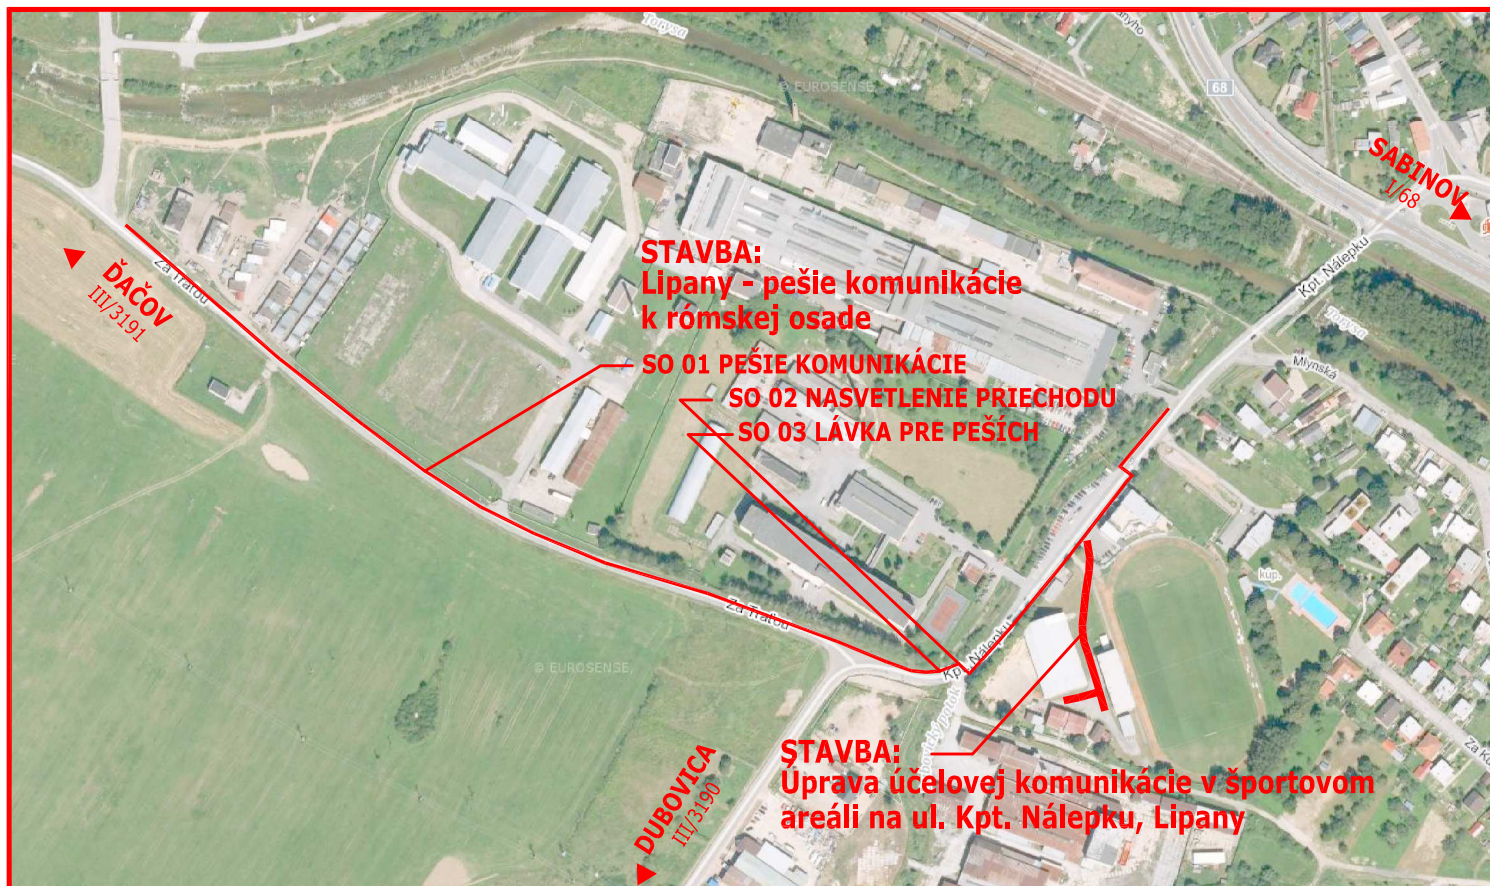 Torysa
© EUROSENSE
68
SABINOV
I/68
Kpt. Nálepku
Torysa
Mlynská
ĎAČOV
III/3191
Za Traťou
STAVBA:
Lipany - pešie komunikácie
k rómskej osade
SO 01 PEŠIE KOMUNIKÁCIE
SO 02 NASVETLENIE PRIECHODU
SO 03 LÁVKA PRE PEŠÍCH
kúp.
Za Traťou
Kpt. Nálepku
© EUROSENSE,
DUBOVICA
III/3190
STAVBA:
Úprava účelovej komunikácie v športovom
areáli na ul. Kpt. Nálepku, Lipany